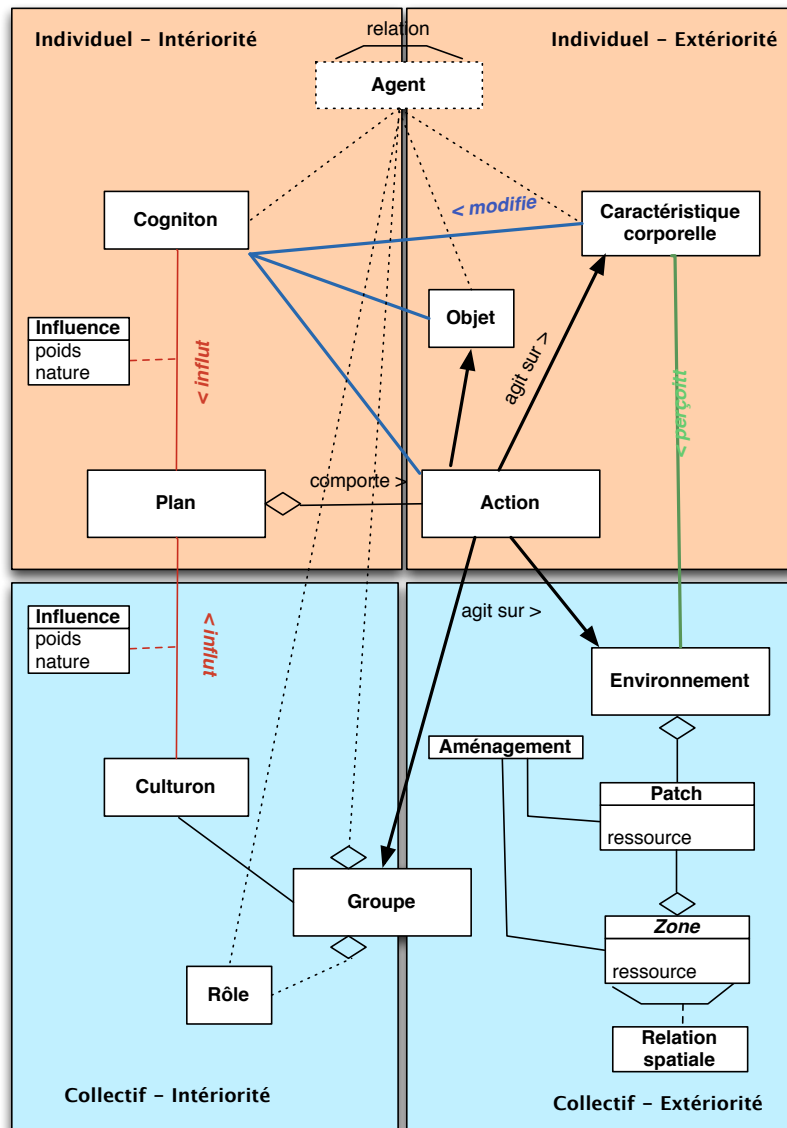 Individuel – Intériorité
relation
Individuel – Extériorité
Agent
Cogniton
< modifie
Caractéristique
corporelle
Influence
poids
nature
< influt
Objet
agit sur >
< perçoitt
Plan
comporte >
Action
Influence
poids
nature
< influt
agit sur >
Environnement
Aménagement
Culturon
Patch
ressource
Groupe
Zone
ressource
Rôle
Relation
spatiale
Collectif – Intériorité
Collectif – Extériorité